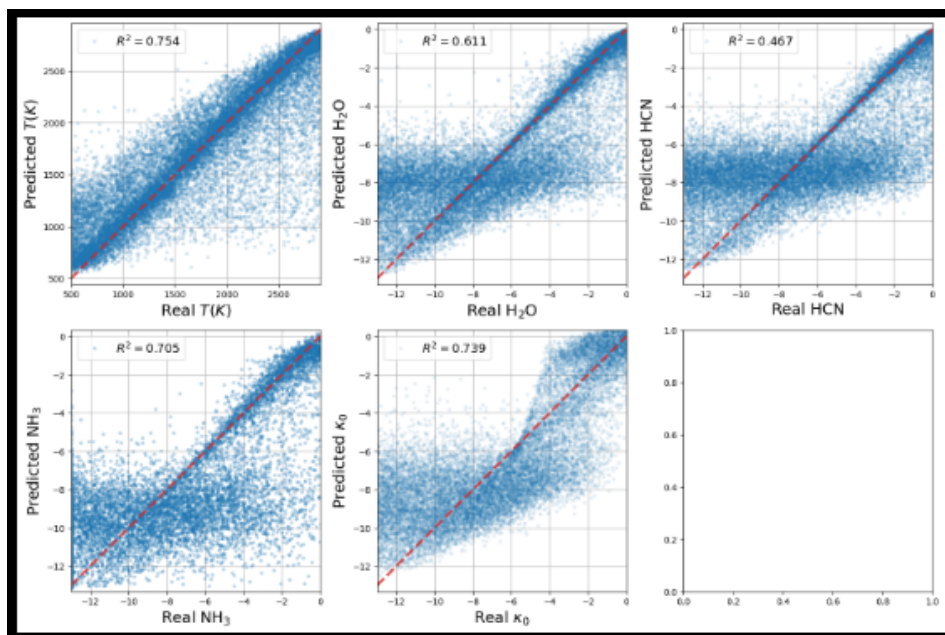 R² = 0.754
2500
2000
1500
1000
500
500 1000 1500 2000 2500
Predicted T(K)
Real T(K)
R² = 0.611
−2
−4
−6
−8
−10
−12
−12 −10 −8 −6 −4 −2 0
Predicted H₂O
Real H₂O
R² = 0.467
0
−2
−4
−6
−8
−10
−12
−12 −10 −8 −6 −4 −2 0
Predicted HCN
Real HCN
R² = 0.705
0
−2
−4
−6
−8
−10
−12
−12 −10 −8 −6 −4 −2 0
Predicted NH₃
Real NH₃
R² = 0.739
0
−2
−4
−6
−8
−10
−12
−12 −10 −8 −6 −4 −2 0
Predicted κ₀
Real κ₀
1.0
0.8
0.6
0.4
0.2
0.0
0.0 0.2 0.4 0.6 0.8 1.0